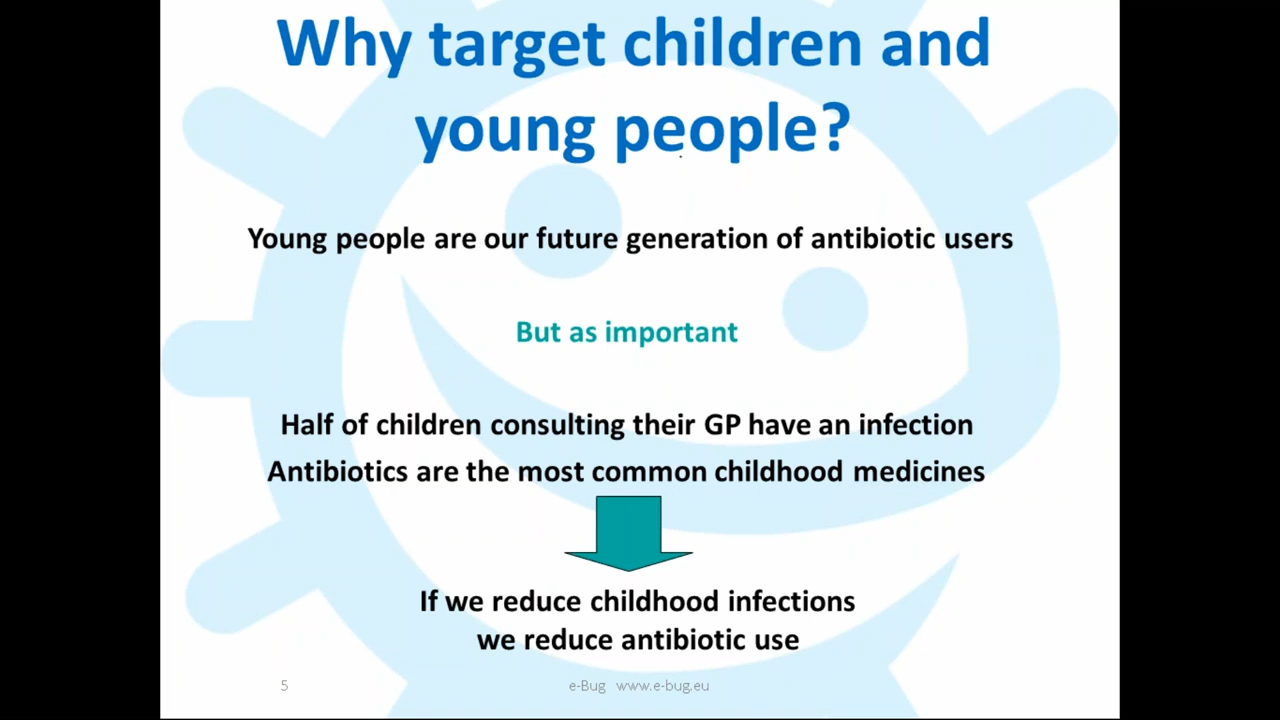 Why target children and
young people?
Young people are our future generation of antibiotic users
But as important
Half of children consulting their GP have an infection
Antibiotics are the most common childhood medicines
If we reduce childhood infections
we reduce antibiotic use
5 e-Bug www.e-bug.eu